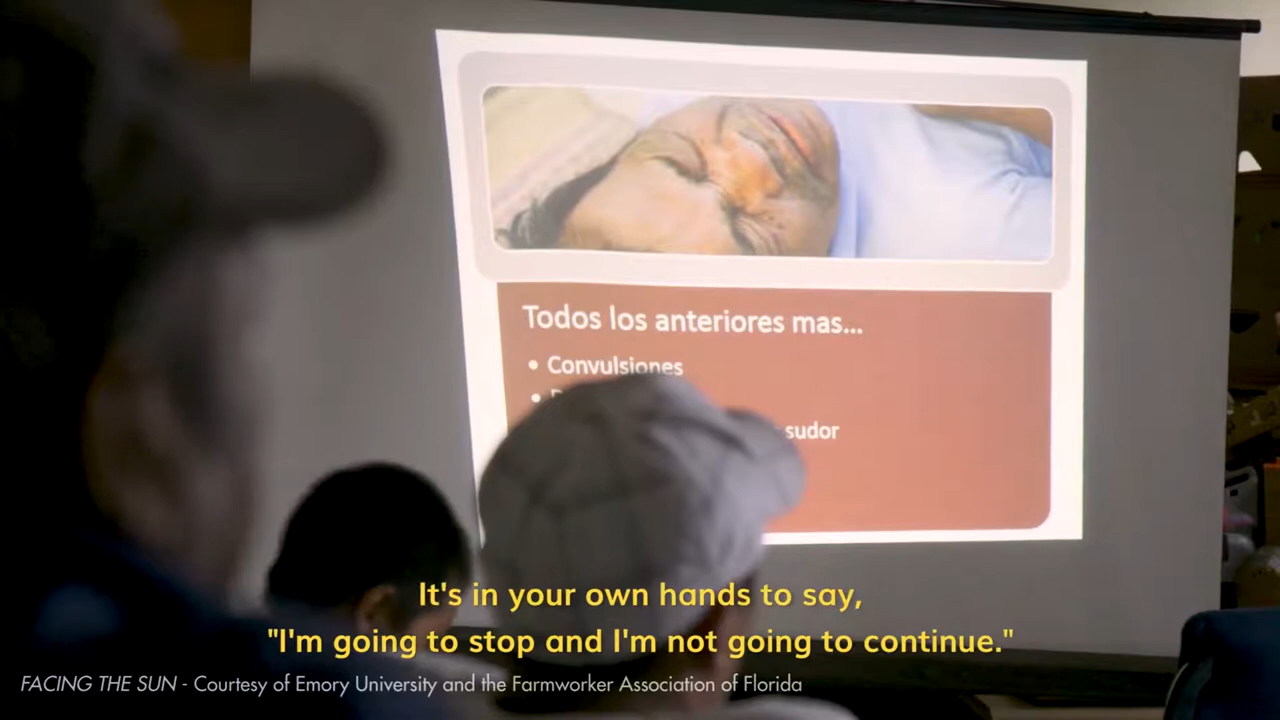 Todos los anteriores mas...
• Convulsiones
sudor
It's in your own hands to say,
"I'm going to stop and I'm not going to continue."
FACING THE SUN - Courtesy of Emory University and the Farmworker Association of Florida